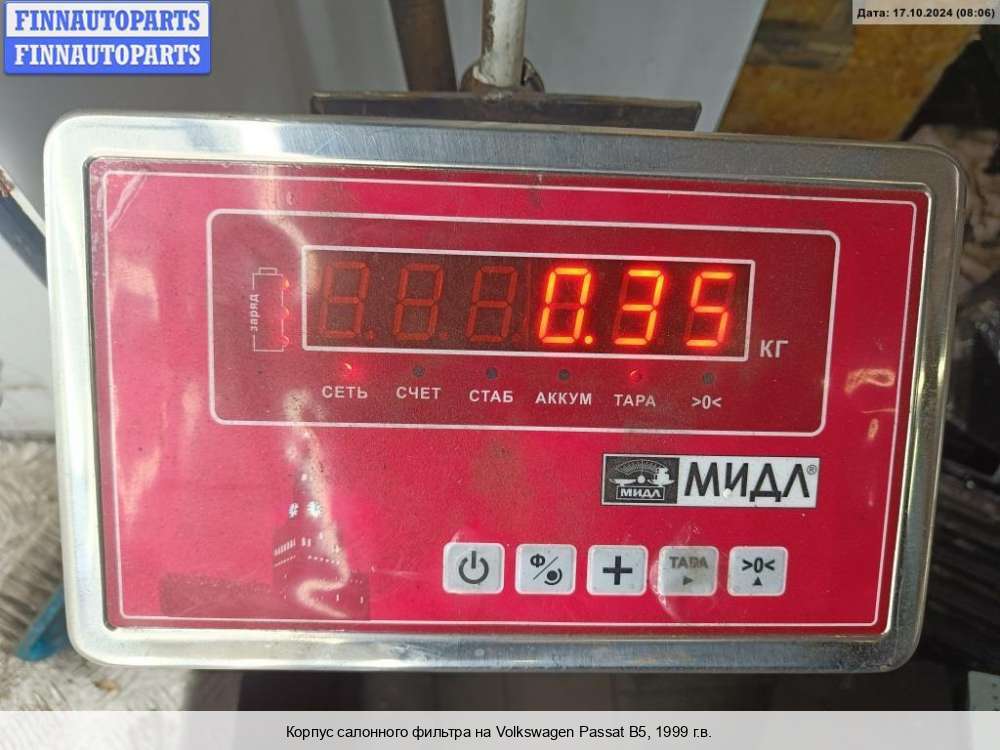 FINNAUTOPARTS
FINNAUTOPARTS
Дата: 17.10.2024 (08:06)
заряд
0.35
КГ
СЕТЬ СЧЕТ СТАБ АККУМ ТАРА >0<
МИДЛ
МИДЛ®
Ф
+
ТАРА
>0<
Корпус салонного фильтра на Volkswagen Passat B5, 1999 г.в.